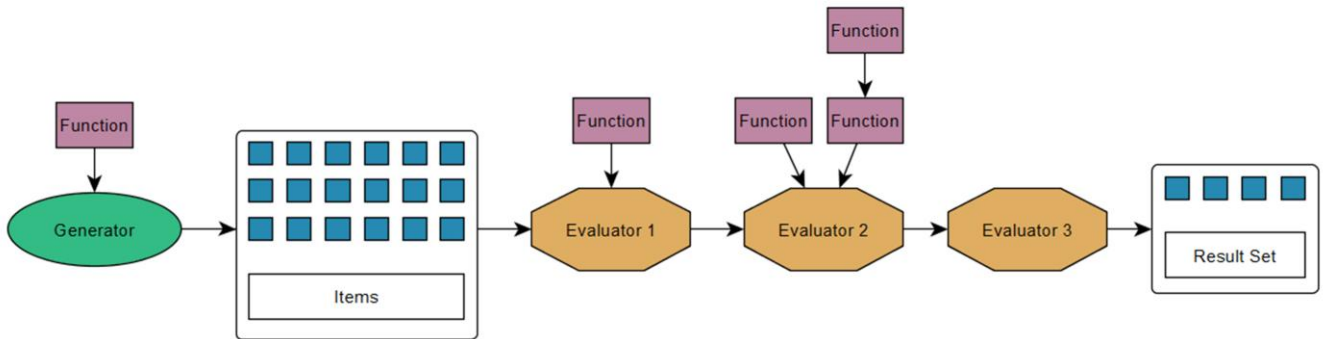 Function
Function
Function
Function
Function
Generator
Items
Evaluator 1
Evaluator 2
Evaluator 3
Result Set